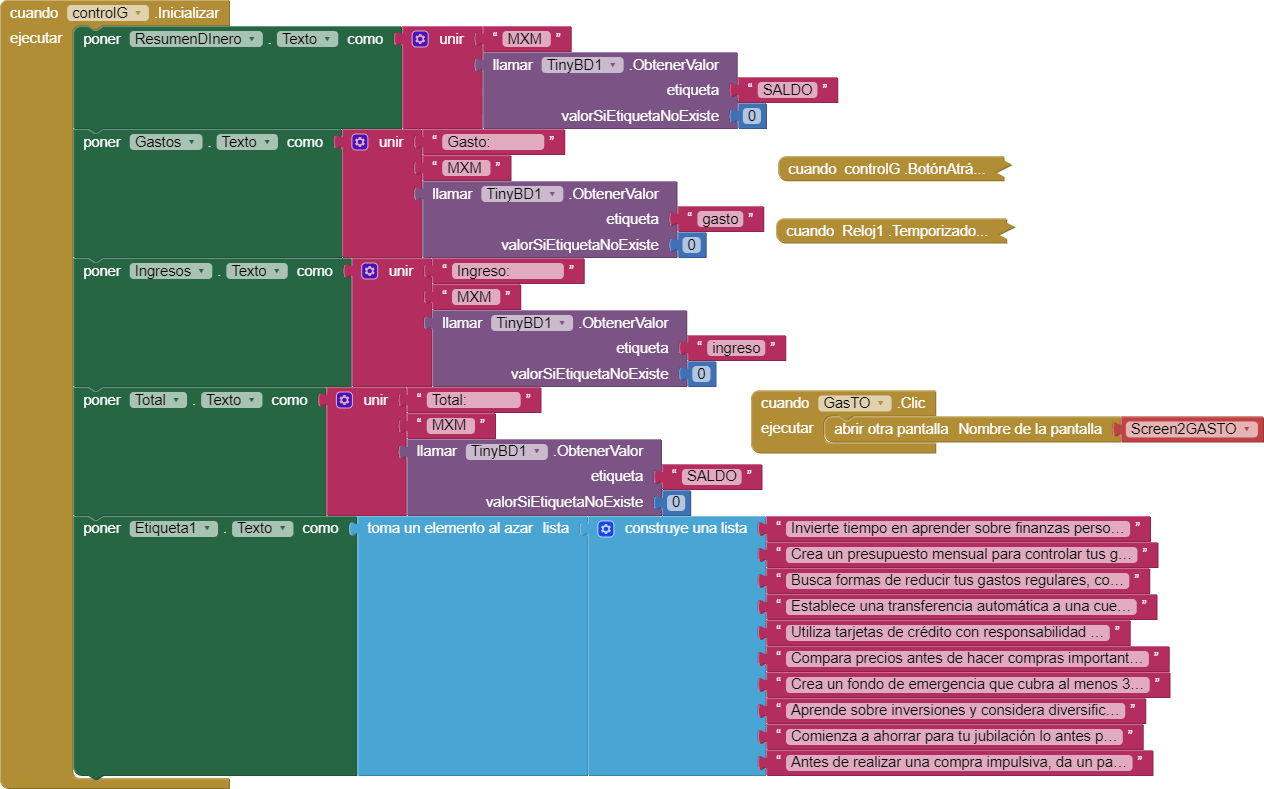 cuando controlG .Inicializar
ejecutar poner ResumenDInero . Texto como unir “ MXM ”
llamar TinyBD1 .ObtenerValor
etiqueta “ SALDO ”
valorSiEtiquetaNoExiste 0
poner Gastos . Texto como unir “ Gasto: ”
“ MXM ”
llamar TinyBD1 .ObtenerValor
etiqueta “ gasto ”
valorSiEtiquetaNoExiste 0
cuando controlG .BotónAtrá...
cuando Reloj1 .Temporizado...
poner Ingresos . Texto como unir “ Ingreso: ”
“ MXM ”
llamar TinyBD1 .ObtenerValor
etiqueta “ ingreso ”
valorSiEtiquetaNoExiste 0
poner Total . Texto como unir “ Total: ”
“ MXM ”
llamar TinyBD1 .ObtenerValor
etiqueta “ SALDO ”
valorSiEtiquetaNoExiste 0
cuando GasTO .Clic
ejecutar abrir otra pantalla Nombre de la pantalla Screen2GASTO
poner Etiqueta1 . Texto como toma un elemento al azar lista construye una lista “ Invierte tiempo en aprender sobre finanzas perso... ”
“ Crea un presupuesto mensual para controlar tus g... ”
“ Busca formas de reducir tus gastos regulares, co... ”
“ Establece una transferencia automática a una cue... ”
“ Utiliza tarjetas de crédito con responsabilidad ... ”
“ Compara precios antes de hacer compras important... ”
“ Crea un fondo de emergencia que cubra al menos 3... ”
“ Aprende sobre inversiones y considera diversific... ”
“ Comienza a ahorrar para tu jubilación lo antes p... ”
“ Antes de realizar una compra impulsiva, da un pa... ”